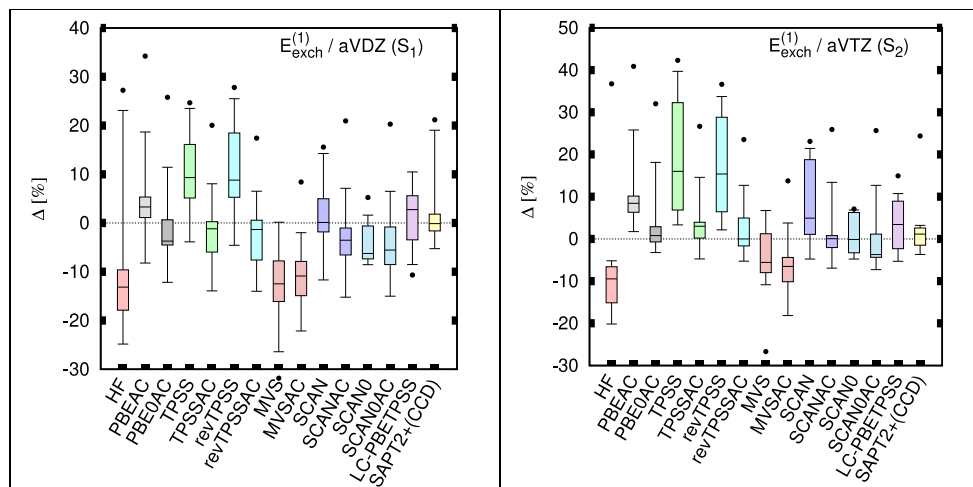 E(1)exch / aVDZ (S1)
Δ [%]
40
30
20
10
0
-10
-20
-30
HF
PBEAC
PBE0AC
TPSS
TPSSAC
revTPSS
revTPSSAC
MVS
MVSAC
SCAN
SCANAC
SCAN0
SCAN0AC
LC-PBETPSS
SAPT2+(CCD)
E(1)exch / aVTZ (S2)
Δ [%]
50
40
30
20
10
0
-10
-20
-30
HF
PBEAC
PBE0AC
TPSS
TPSSAC
revTPSS
revTPSSAC
MVS
MVSAC
SCAN
SCANAC
SCAN0
SCAN0AC
LC-PBETPSS
SAPT2+(CCD)